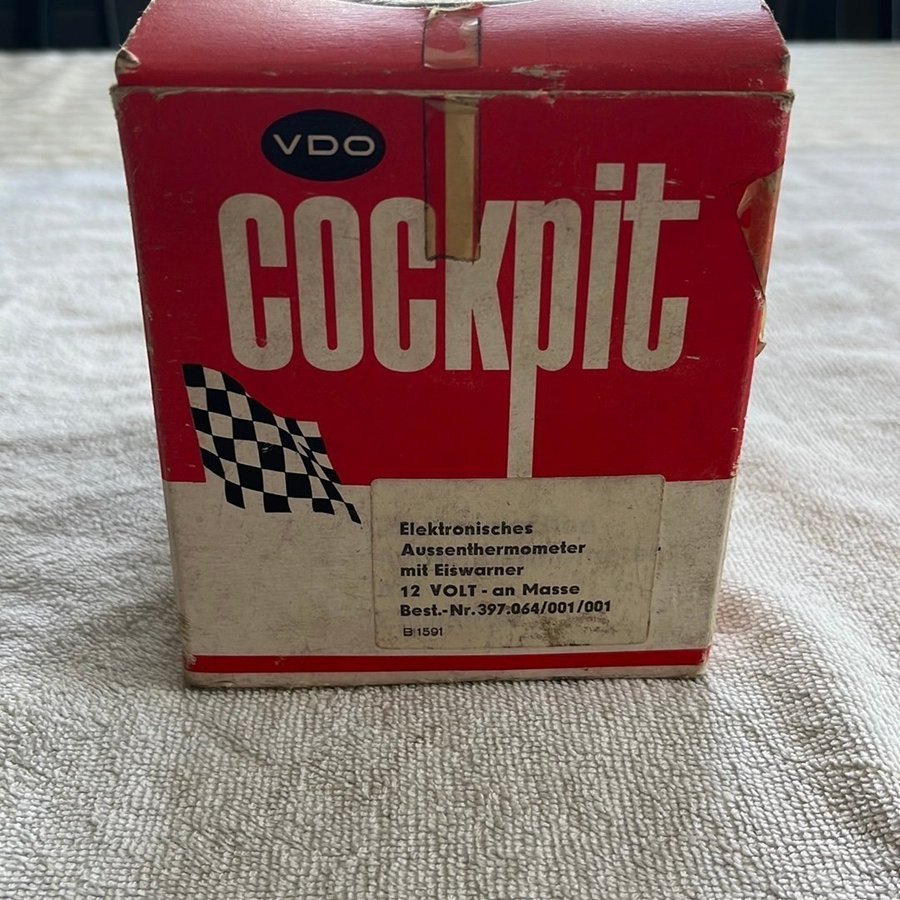 VDO
cockpit
Elektronisches
Aussenthermometer
mit Eiswarner
12 VOLT - an Masse
Best.-Nr. 397.064/001/001
B 1591